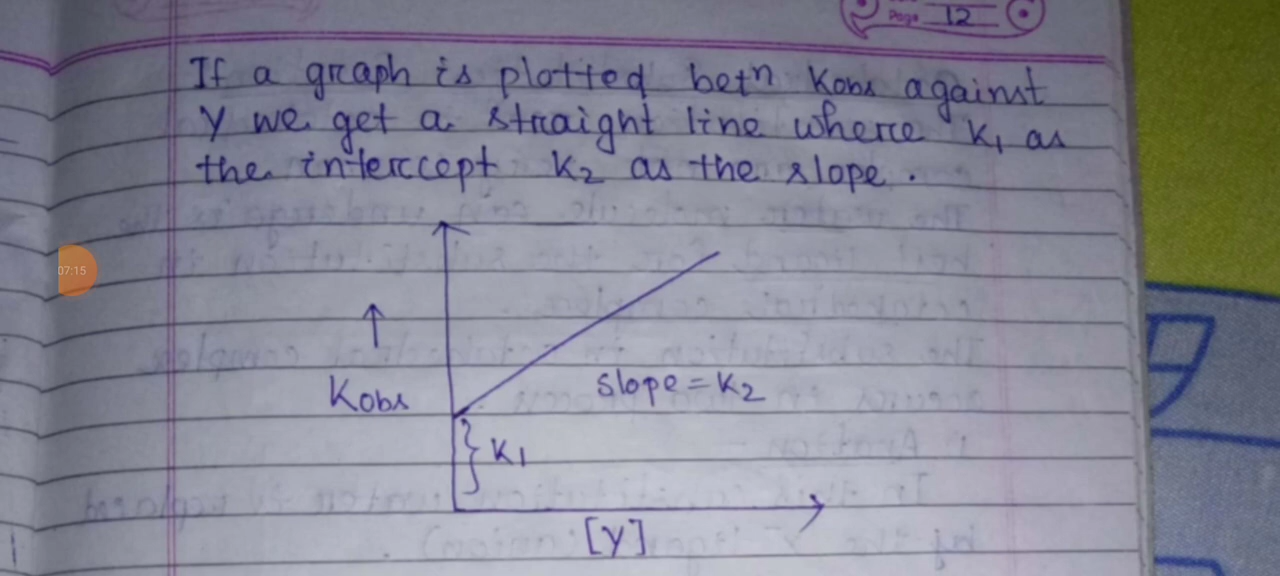 Page 12
If a graph is plotted betn Kobs against
Y we get a straight line where K1 as
the intercept K2 as the slope.
07:15
Kobs
slope = K2
K1
[Y]